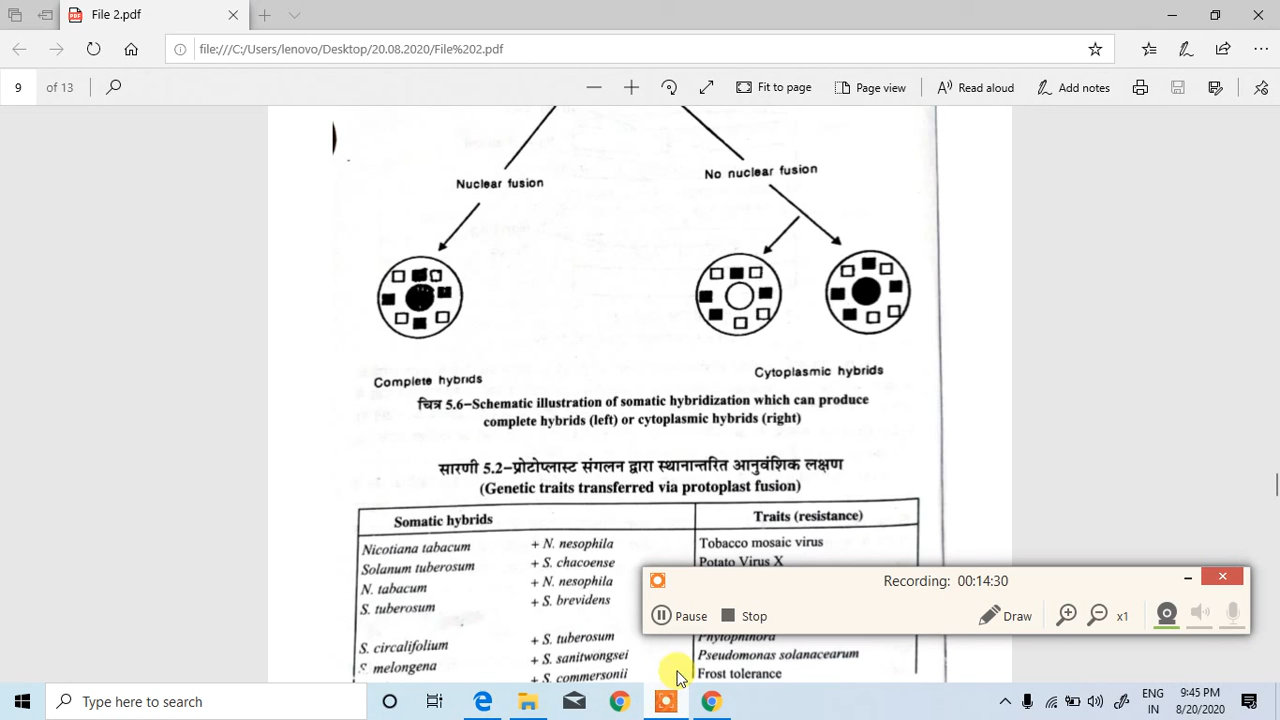 File 2.pdf
file:///C:/Users/lenovo/Desktop/20.08.2020/File%202.pdf
9 of 13
Fit to page
Page view
Read aloud
Add notes
Nuclear fusion
No nuclear fusion
Complete hybrids
Cytoplasmic hybrids
चित्र 5.6–Schematic illustration of somatic hybridization which can produce
complete hybrids (left) or cytoplasmic hybrids (right)
सारणी 5.2–प्रोटोप्लास्ट संगलन द्वारा स्थानान्तरित आनुवंशिक लक्षण
(Genetic traits transferred via protoplast fusion)
Somatic hybrids Traits (resistance)
Nicotiana tabacum + N. nesophila Tobacco mosaic virus
Solanum tuberosum + S. chacoense Potato Virus X
N. tabacum + N. nesophila
S. tuberosum + S. brevidens
S. circalifolium + S. tuberosum Phytophthora
S. melongena + S. sanitwongsei Pseudomonas solanacearum
+ S. commersonii Frost tolerance
Recording: 00:14:30
Pause
Stop
Draw
x1
Type here to search
ENG
IN
9:45 PM
8/20/2020